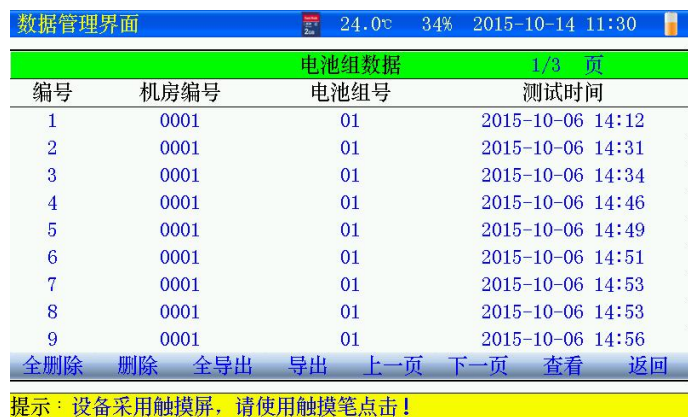 数据管理界面 24.0℃ 34% 2015-10-14 11:30
电池组数据 1/3 页
编号 机房编号 电池组号 测试时间
1 0001 01 2015-10-06 14:12
2 0001 01 2015-10-06 14:31
3 0001 01 2015-10-06 14:34
4 0001 01 2015-10-06 14:46
5 0001 01 2015-10-06 14:49
6 0001 01 2015-10-06 14:51
7 0001 01 2015-10-06 14:53
8 0001 01 2015-10-06 14:53
9 0001 01 2015-10-06 14:56
全删除 删除 全导出 导出 上一页 下一页 查看 返回
提示：设备采用触摸屏，请使用触摸笔点击！